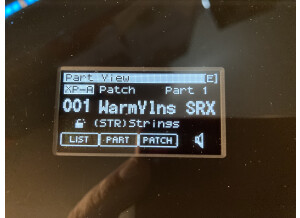 Part View [E]
XP-A Patch Part 1
001 WarmVlns SRX
(STR)Strings
LIST PART PATCH